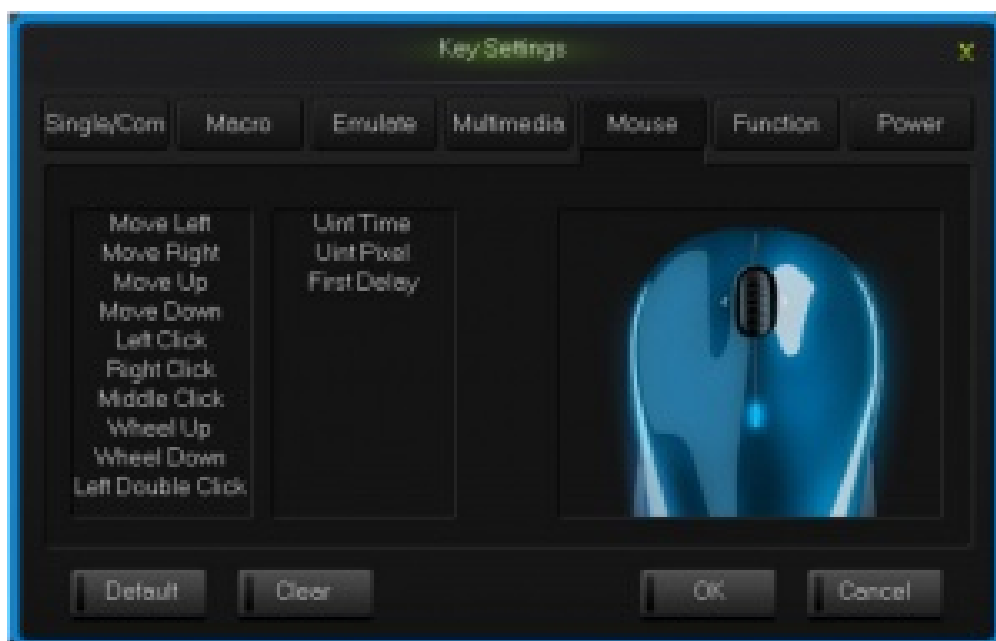 Key Settings
X
Single/Com Macro Emulate Multimedia Mouse Function Power
Move Left
Move Right
Move Up
Move Down
Left Click
Right Click
Middle Click
Wheel Up
Wheel Down
Left Double Click
Uint Time
Uint Pixel
First Delay
Default Clear OK Cancel